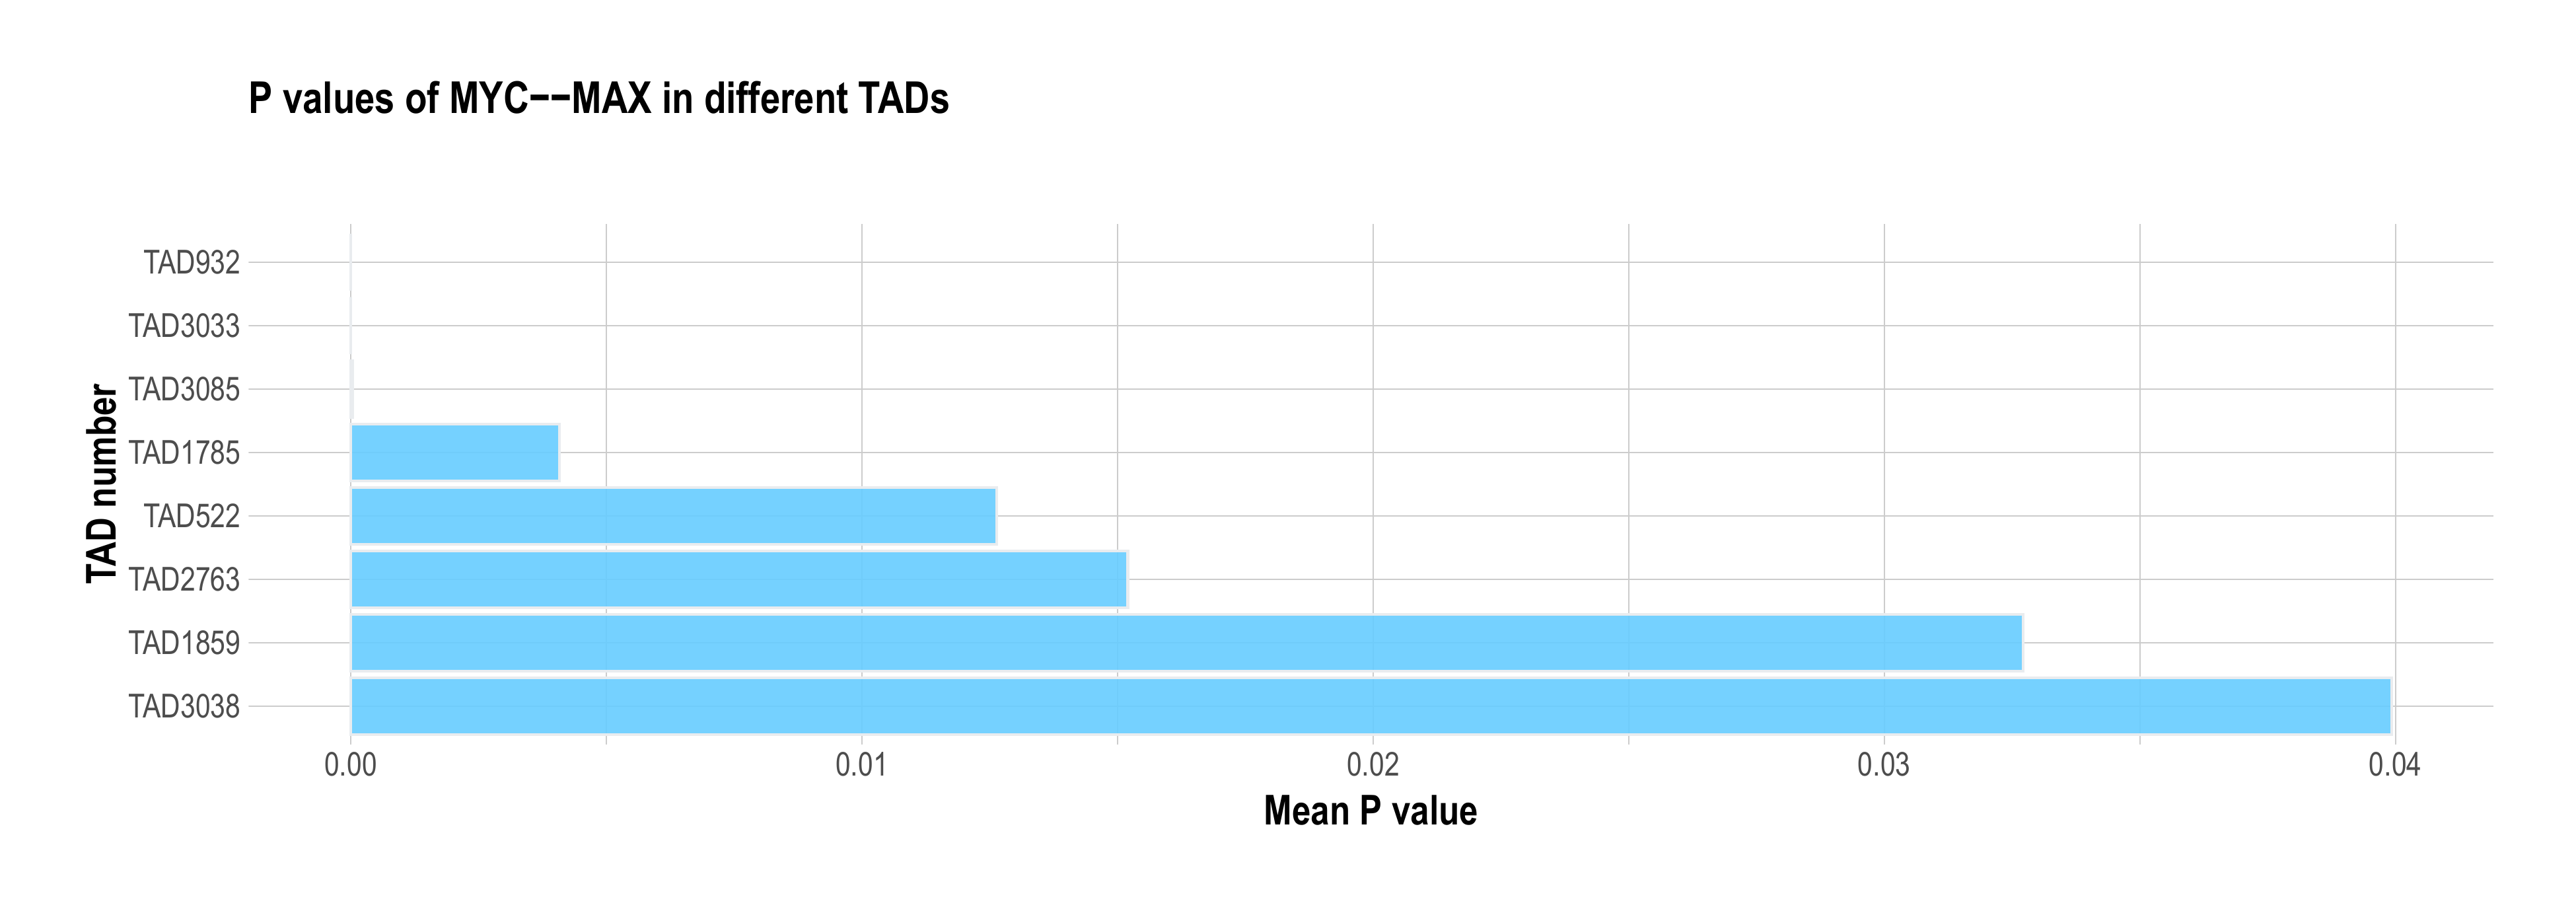 P values of MYC−−MAX in different TADs
TAD number
TAD932
TAD3033
TAD3085
TAD1785
TAD522
TAD2763
TAD1859
TAD3038
0.00 0.01 0.02 0.03 0.04
Mean P value